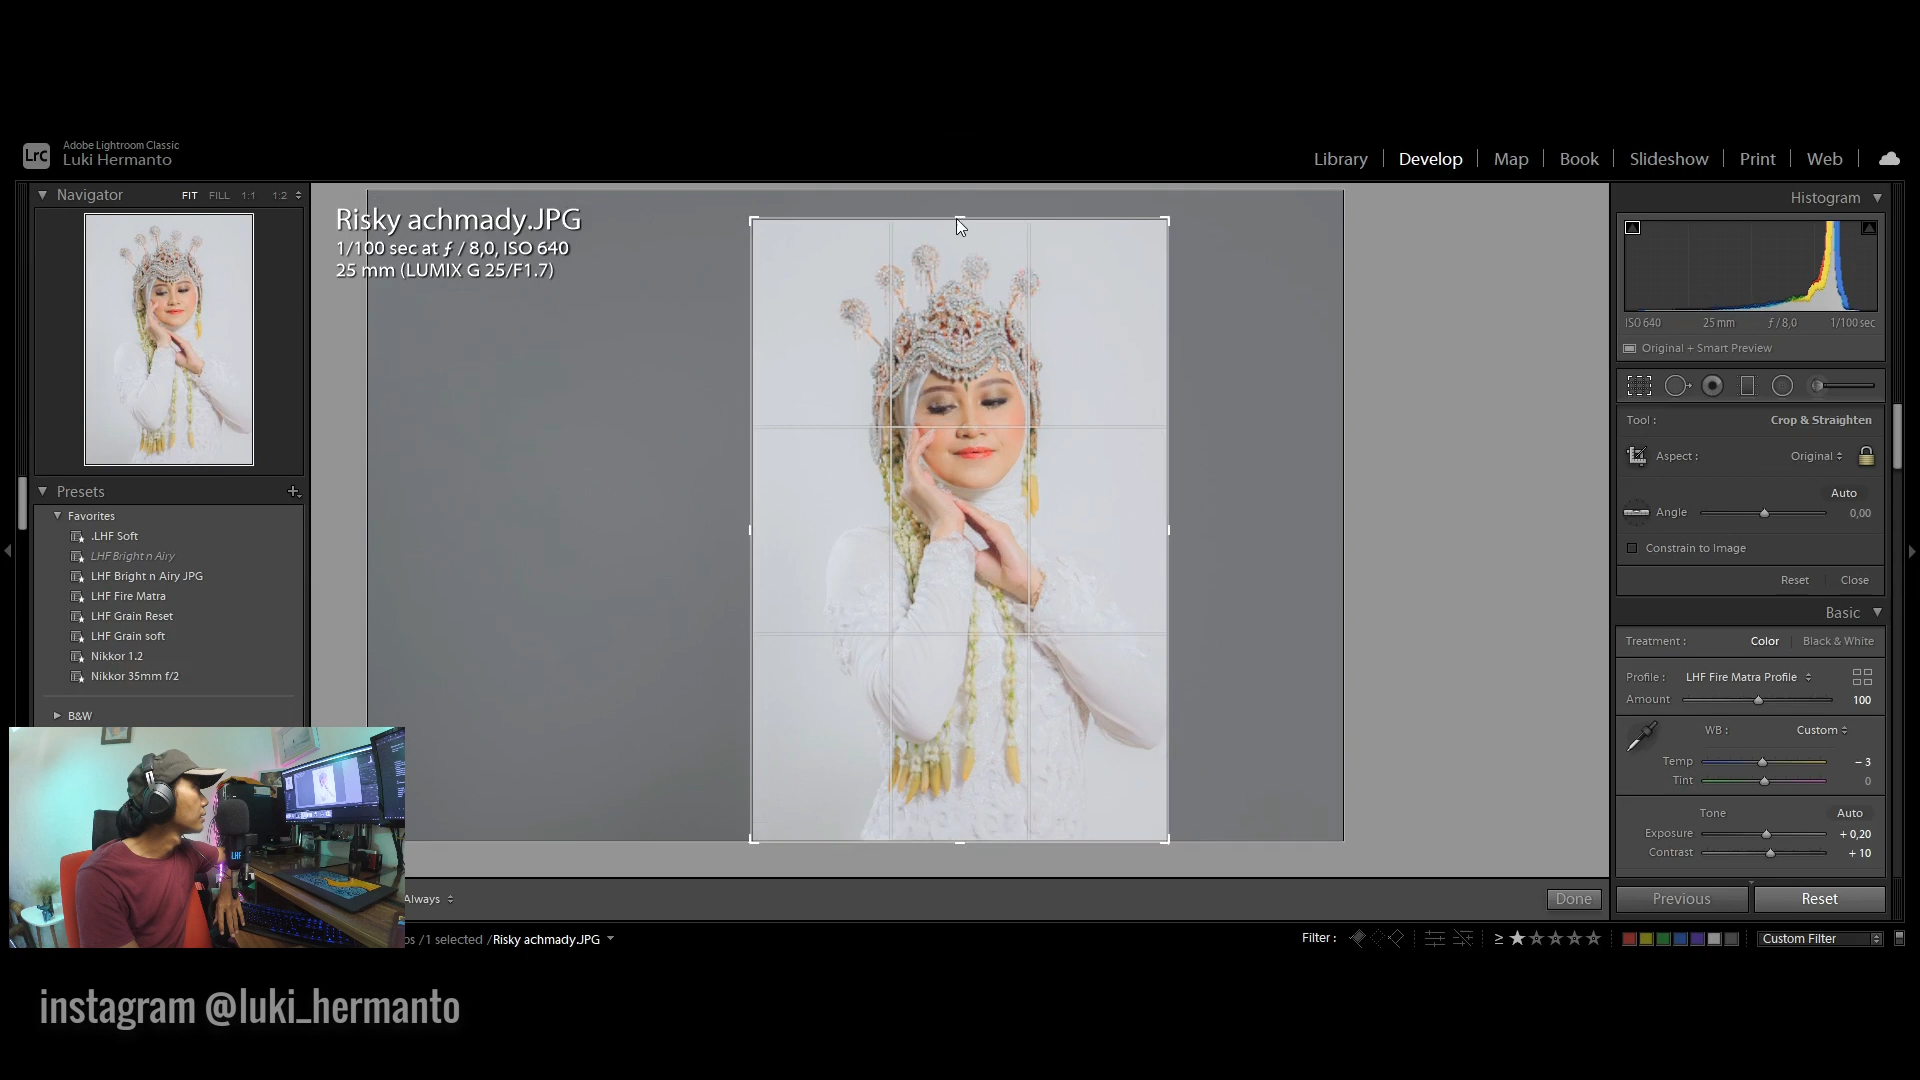 Lrc
Adobe Lightroom Classic
Luki Hermanto
Library
Develop
Map
Book
Slideshow
Print
Web
Navigator
FIT
FILL
1:1
1:2
Presets
Favorites
.LHF Soft
LHF Bright n Airy
LHF Bright n Airy JPG
LHF Fire Matra
LHF Grain Reset
LHF Grain soft
Nikkor 1.2
Nikkor 35mm f/2
B&W
Risky achmady.JPG
1/100 sec at ƒ / 8,0, ISO 640
25 mm (LUMIX G 25/F1.7)
Histogram
ISO 640
25 mm
ƒ / 8,0
1/100 sec
Original + Smart Preview
Tool :
Crop & Straighten
Aspect :
Original
Auto
Angle
0,00
Constrain to Image
Reset
Close
Basic
Treatment :
Color
Black & White
Profile :
LHF Fire Matra Profile
Amount
100
WB :
Custom
Temp
– 3
Tint
0
Tone
Auto
Exposure
+ 0,20
Contrast
+ 10
Previous
Reset
Always
Done
/1 selected /Risky achmady.JPG
Filter :
≥
Custom Filter
LHF
instagram @luki_hermanto